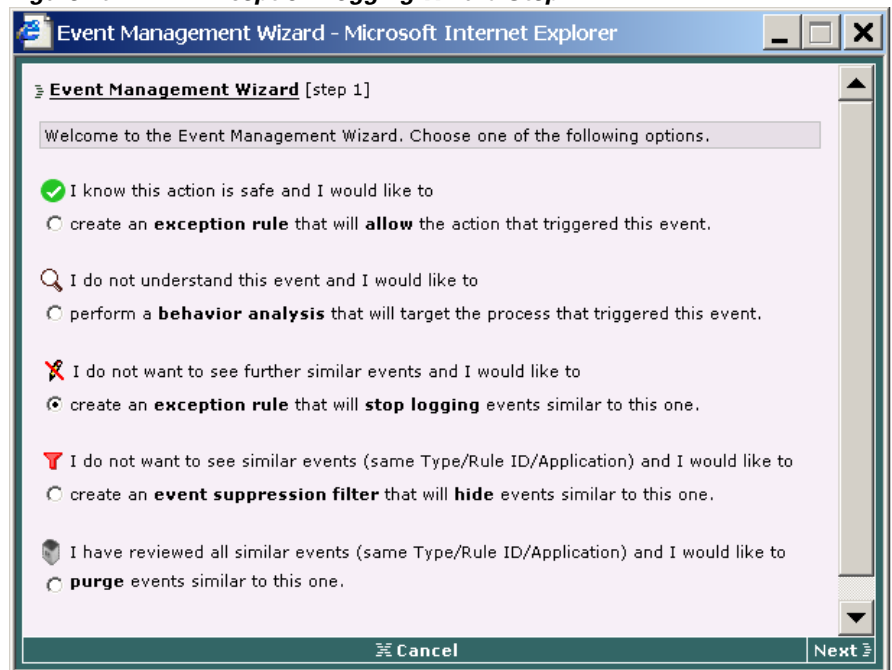 Event Management Wizard - Microsoft Internet Explorer
Event Management Wizard [step 1]
Welcome to the Event Management Wizard. Choose one of the following options.
I know this action is safe and I would like to
create an exception rule that will allow the action that triggered this event.
I do not understand this event and I would like to
perform a behavior analysis that will target the process that triggered this event.
I do not want to see further similar events and I would like to
create an exception rule that will stop logging events similar to this one.
I do not want to see similar events (same Type/Rule ID/Application) and I would like to
create an event suppression filter that will hide events similar to this one.
I have reviewed all similar events (same Type/Rule ID/Application) and I would like to
purge events similar to this one.
Cancel
Next